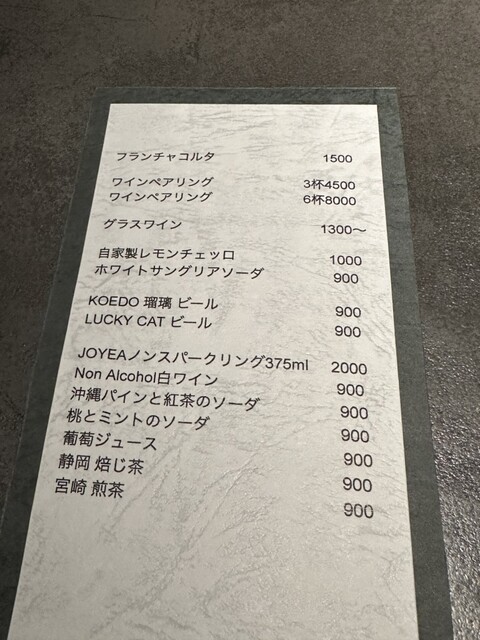 フランチャコルタ 1500
ワインペアリング 3杯4500
ワインペアリング 6杯8000
グラスワイン 1300〜
自家製レモンチェッロ 1000
ホワイトサングリアソーダ 900
KOEDO 瑠璃 ビール 900
LUCKY CAT ビール 900
JOYEAノンスパークリング375ml 2000
Non Alcohol白ワイン 900
沖縄パインと紅茶のソーダ 900
桃とミントのソーダ 900
葡萄ジュース 900
静岡 焙じ茶 900
宮崎 煎茶 900